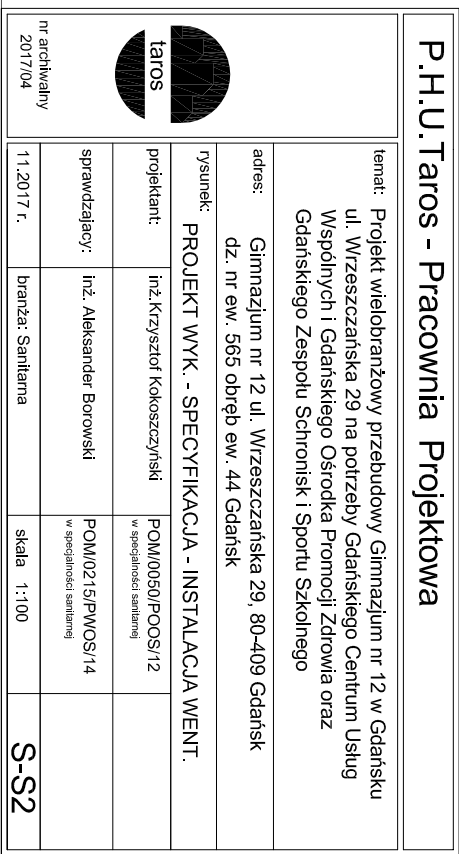 P.H.U.Taros - Pracownia Projektowa
taros
nr archiwalny
2017/04
temat: Projekt wielobranżowy przebudowy Gimnazjum nr 12 w Gdańsku
ul. Wrzeszczańska 29 na potrzeby Gdańskiego Centrum Usług
Wspólnych i Gdańskiego Ośrodka Promocji Zdrowia oraz
Gdańskiego Zespołu Schronisk i Sportu Szkolnego
adres: Gimnazjum nr 12 ul. Wrzeszczańska 29, 80-409 Gdańsk
dz. nr ew. 565 obręb ew. 44 Gdańsk
rysunek: PROJEKT WYK. - SPECYFIKACJA - INSTALACJA WENT.
projektant: inż.Krzysztof Kokoszczyński POM/0050/POOS/12
w specjalności sanitarnej
sprawdzajacy: inż. Aleksander Borowski POM/0215/PWOS/14
w specjalności sanitarnej
11.2017 r. branża: Sanitarna skala 1:100 S-S2